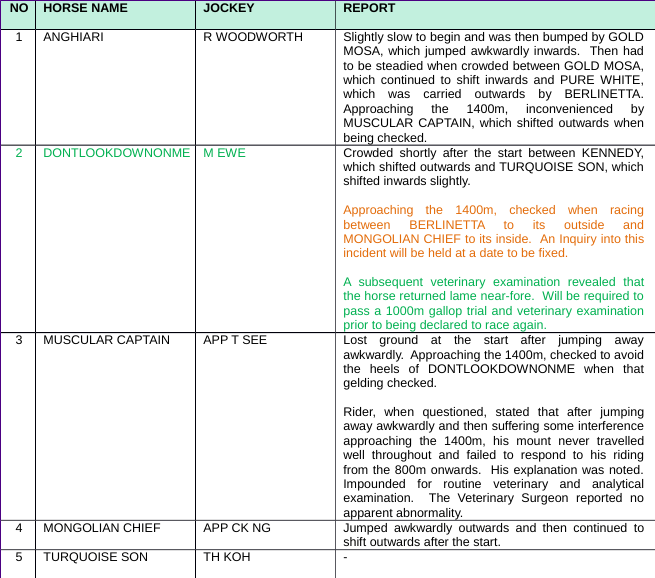 NO HORSE NAME JOCKEY REPORT
1 ANGHIARI R WOODWORTH Slightly slow to begin and was then bumped by GOLD
MOSA, which jumped awkwardly inwards. Then had
to be steadied when crowded between GOLD MOSA,
which continued to shift inwards and PURE WHITE,
which was carried outwards by BERLINETTA.
Approaching the 1400m, inconvenienced by
MUSCULAR CAPTAIN, which shifted outwards when
being checked.
2 DONTLOOKDOWNONME M EWE Crowded shortly after the start between KENNEDY,
which shifted outwards and TURQUOISE SON, which
shifted inwards slightly.
Approaching the 1400m, checked when racing
between BERLINETTA to its outside and
MONGOLIAN CHIEF to its inside. An Inquiry into this
incident will be held at a date to be fixed.
A subsequent veterinary examination revealed that
the horse returned lame near-fore. Will be required to
pass a 1000m gallop trial and veterinary examination
prior to being declared to race again.
3 MUSCULAR CAPTAIN APP T SEE Lost ground at the start after jumping away
awkwardly. Approaching the 1400m, checked to avoid
the heels of DONTLOOKDOWNONME when that
gelding checked.
Rider, when questioned, stated that after jumping
away awkwardly and then suffering some interference
approaching the 1400m, his mount never travelled
well throughout and failed to respond to his riding
from the 800m onwards. His explanation was noted.
Impounded for routine veterinary and analytical
examination. The Veterinary Surgeon reported no
apparent abnormality.
4 MONGOLIAN CHIEF APP CK NG Jumped awkwardly outwards and then continued to
shift outwards after the start.
5 TURQUOISE SON TH KOH -